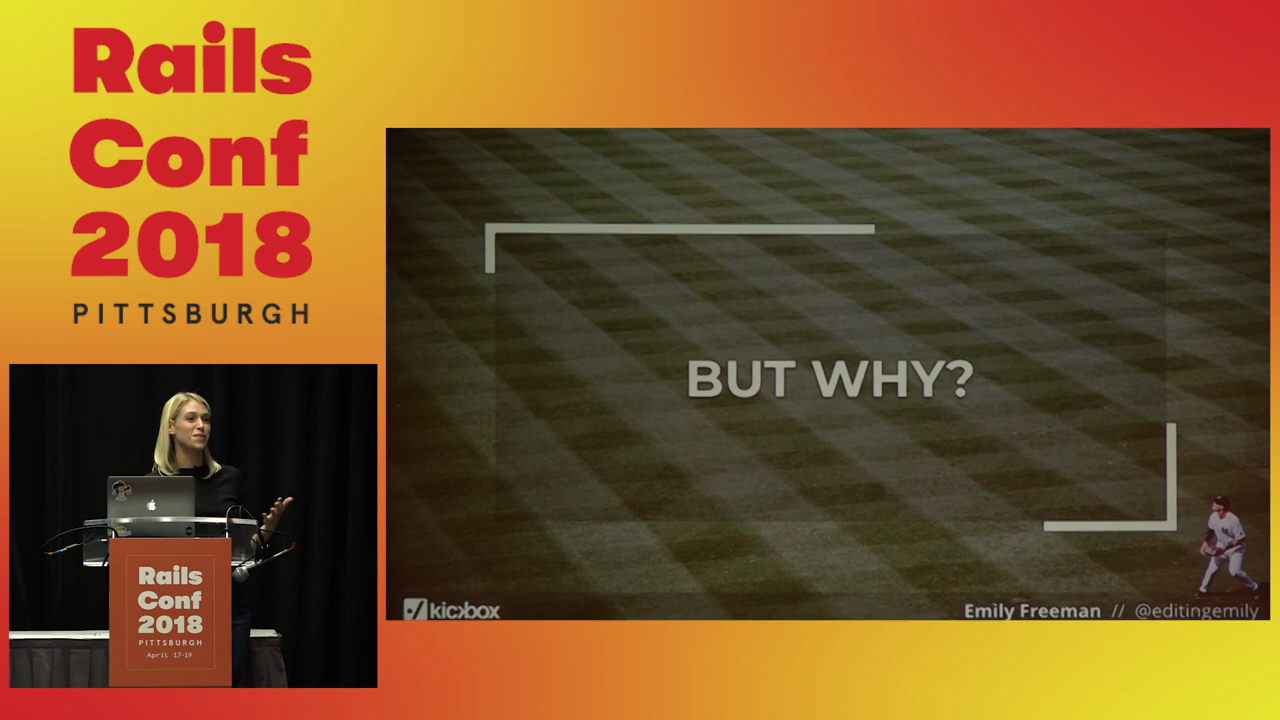 Rails
Conf
2018
PITTSBURGH
BUT WHY?
kickbox
Emily Freeman // @editingemily
Rails
Conf
2018
PITTSBURGH
April 17-19